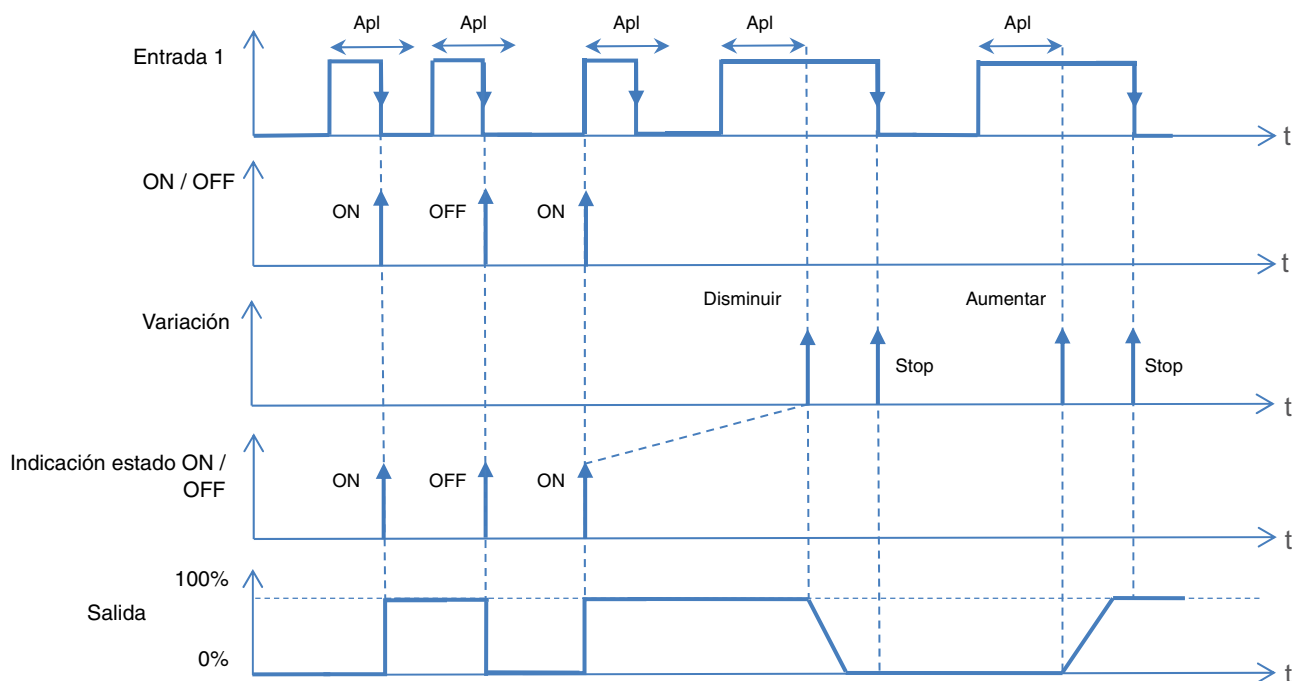 Apl Apl Apl Apl Apl
Entrada 1
t
ON / OFF
ON OFF ON
t
Disminuir Aumentar
Variación
Stop Stop
t
Indicación estado ON /
OFF
ON OFF ON
t
100%
Salida
0%
t